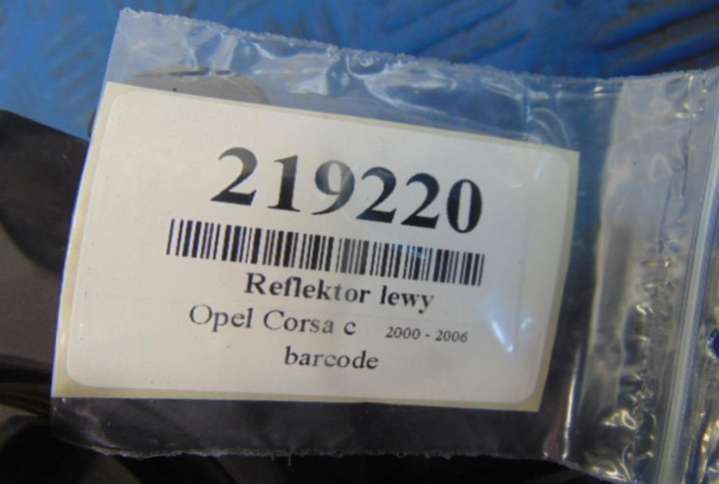 219220
Reflektor lewy
Opel Corsa c 2000 - 2006
barcode